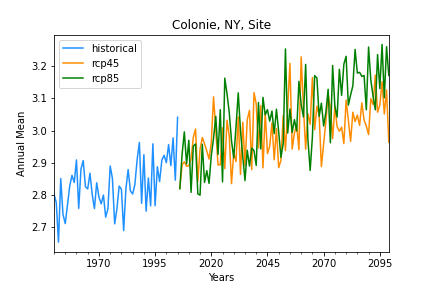 Colonie, NY, Site
historical
rcp45
rcp85
Annual Mean
3.2
3.1
3.0
2.9
2.8
2.7
1970
1995
2020
2045
2070
2095
Years